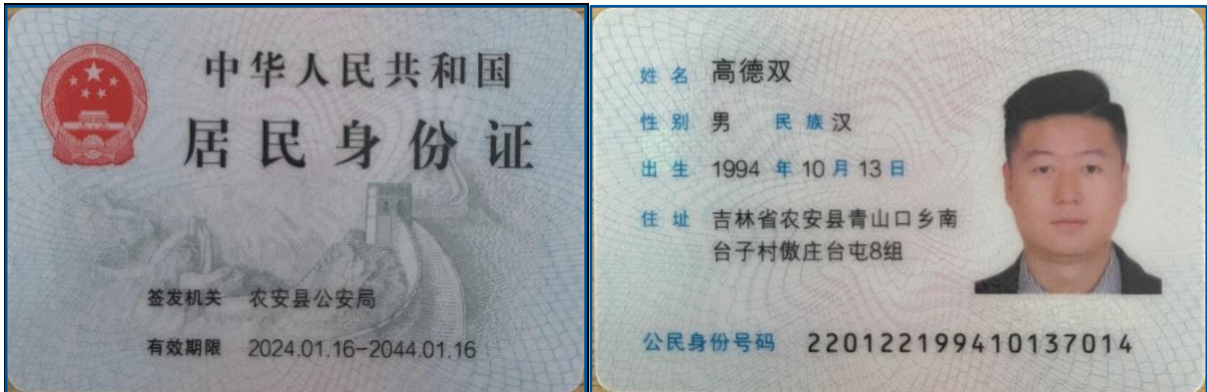 中华人民共和国
居民身份证
签发机关 农安县公安局
有效期限 2024.01.16-2044.01.16
姓名 高德双
性别 男 民族 汉
出生 1994 年 10 月 13 日
住址 吉林省农安县青山口乡南
台子村傲庄台屯8组
公民身份号码 220122199410137014